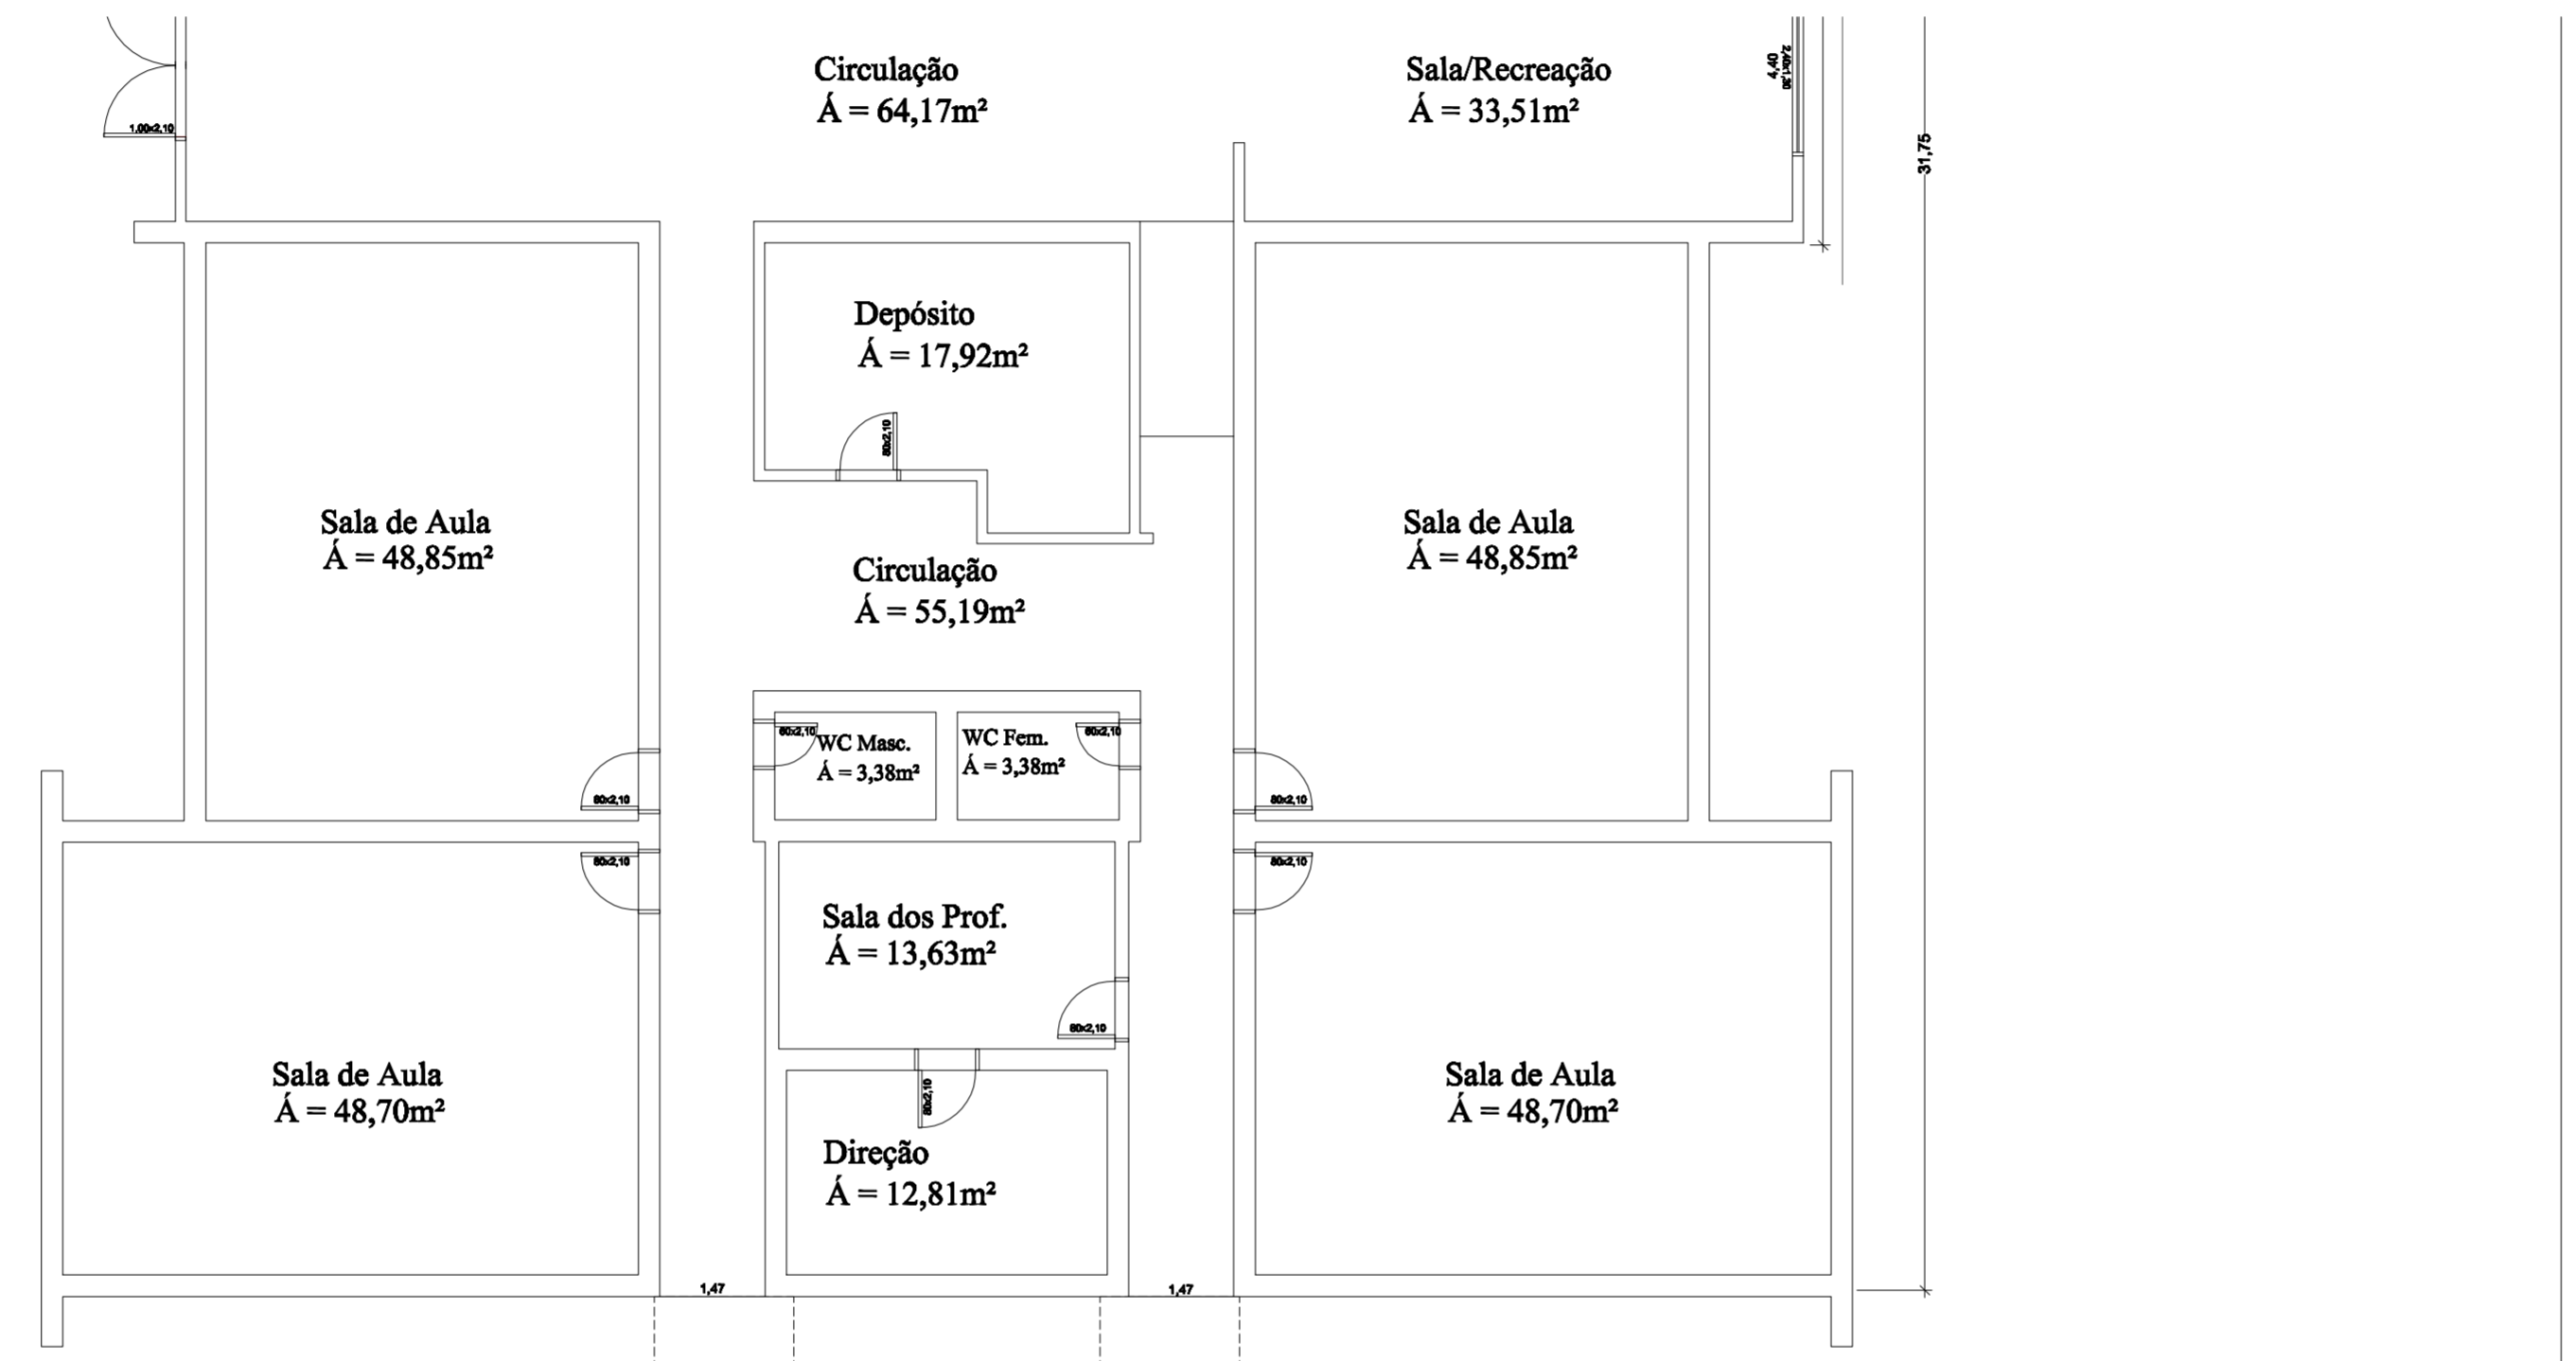 Circulação
Á = 64,17m²
Sala/Recreação
Á = 33,51m²
4,40
2,40x1,30
1,00x2,10
31,75
Depósito
Á = 17,92m²
80x2,10
Sala de Aula
Á = 48,85m²
Sala de Aula
Á = 48,85m²
Circulação
Á = 55,19m²
60x2,10
WC Masc.
Á = 3,38m²
WC Fem.
Á = 3,38m²
60x2,10
80x2,10
80x2,10
80x2,10
80x2,10
Sala dos Prof.
Á = 13,63m²
80x2,10
Sala de Aula
Á = 48,70m²
80x2,10
Sala de Aula
Á = 48,70m²
Direção
Á = 12,81m²
1,47
1,47